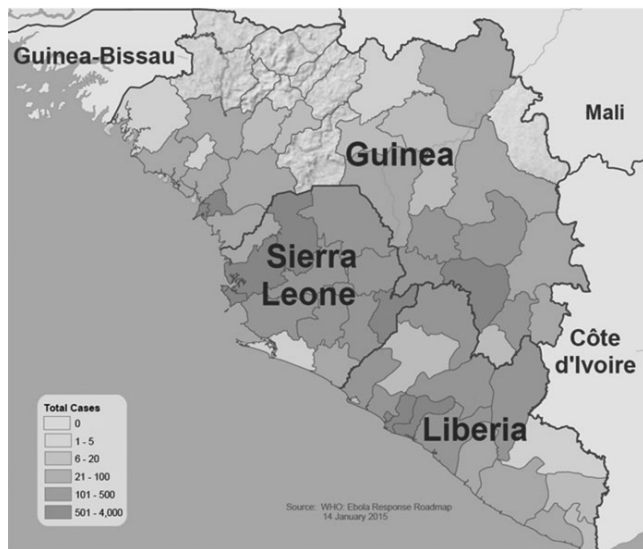 Guinea-Bissau
Mali
Guinea
Sierra
Leone
Côte
d'Ivoire
Liberia
Total Cases
0
1 - 5
6 - 20
21 - 100
101 - 500
501 - 4,000
Source: WHO: Ebola Response Roadmap
14 January 2015